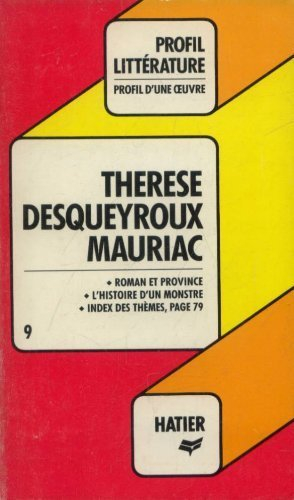 PROFIL
LITTÉRATURE
PROFIL D'UNE ŒUVRE
THERESE
DESQUEYROUX
MAURIAC
ROMAN ET PROVINCE
L'HISTOIRE D'UN MONSTRE
INDEX DES THÈMES, PAGE 79
9
HATIER